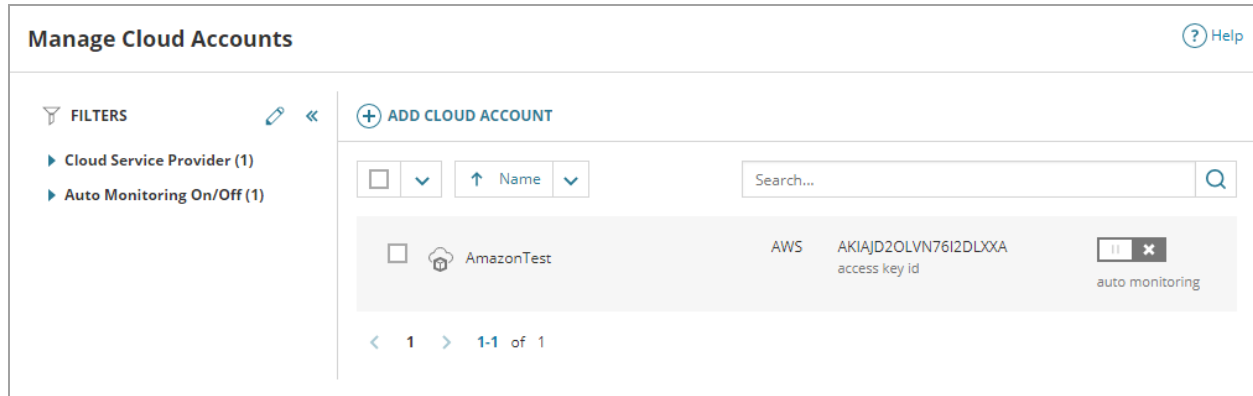 Manage Cloud Accounts
? Help
FILTERS
ADD CLOUD ACCOUNT
Cloud Service Provider (1)
Auto Monitoring On/Off (1)
Name
Search...
AmazonTest
AWS
AKIAJD2OLVN76I2DLXXA
access key id
auto monitoring
1
1-1 of 1